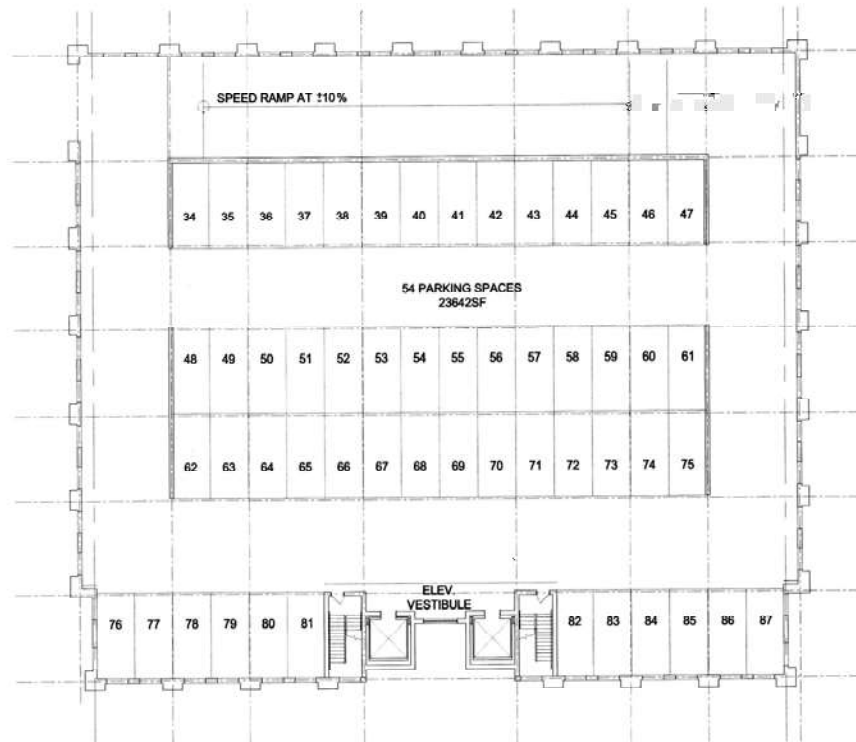 SPEED RAMP AT ±10%
34 35 36 37 38 39 40 41 42 43 44 45 46 47
54 PARKING SPACES
23642SF
48 49 50 51 52 53 54 55 56 57 58 59 60 61
62 63 64 65 66 67 68 69 70 71 72 73 74 75
ELEV.
VESTIBULE
76 77 78 79 80 81 82 83 84 85 86 87